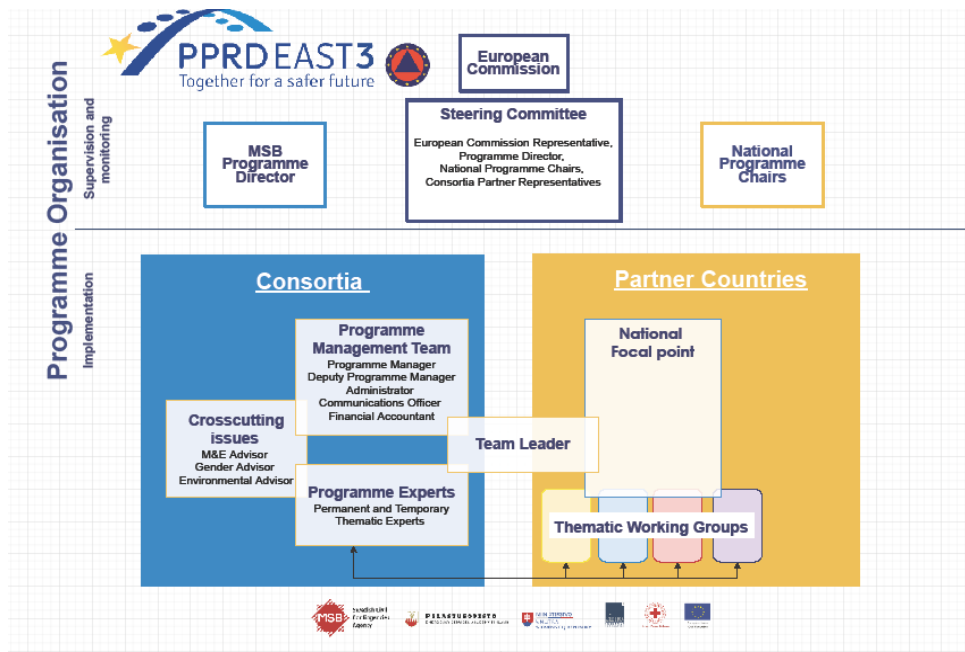 PPRD EAST3
Together for a safer future
European
Commission
Programme Organisation
Supervision and
monitoring
MSB
Programme
Director
Steering Committee
European Commission Representative,
Programme Director,
National Programme Chairs,
Consortia Partner Representatives
National
Programme
Chairs
Implementation
Consortia
Partner Countries
Programme
Management Team
Programme Manager
Deputy Programme Manager
Administrator
Communications Officer
Financial Accountant
National
Focal point
Crosscutting
issues
M&E Advisor
Gender Advisor
Environmental Advisor
Team Leader
Programme Experts
Permanent and Temporary
Thematic Experts
Thematic Working Groups
MSB